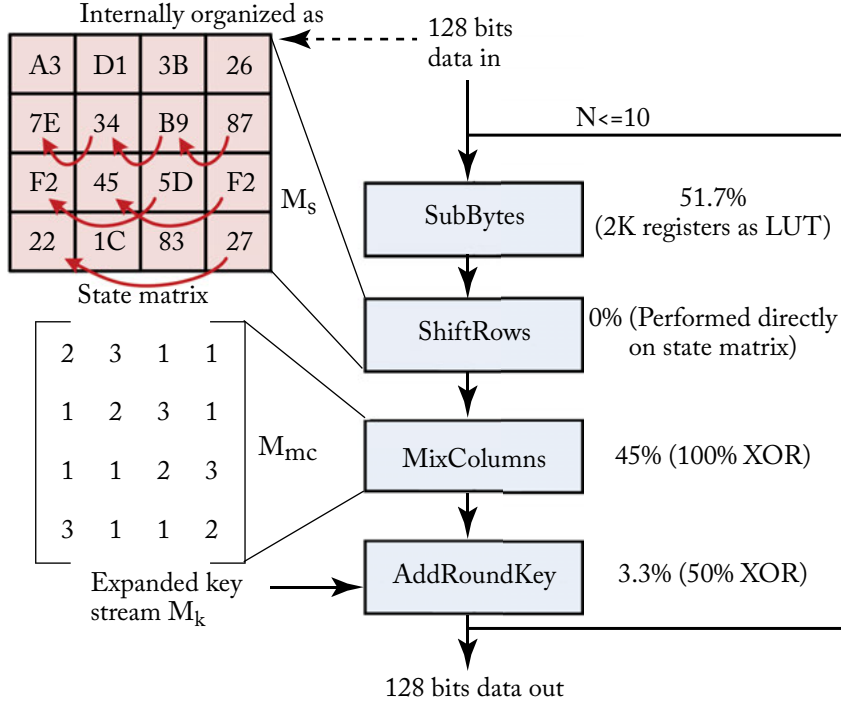 Internally organized as
128 bits
data in
A3 D1 3B 26
N<=10
7E 34 B9 87
F2 45 5D F2
M_s
SubBytes
51.7%
(2K registers as LUT)
22 1C 83 27
State matrix
ShiftRows
0% (Performed directly
on state matrix)
2 3 1 1
1 2 3 1
M_mc
MixColumns
45% (100% XOR)
1 1 2 3
3 1 1 2
Expanded key
stream M_k
AddRoundKey
3.3% (50% XOR)
128 bits data out